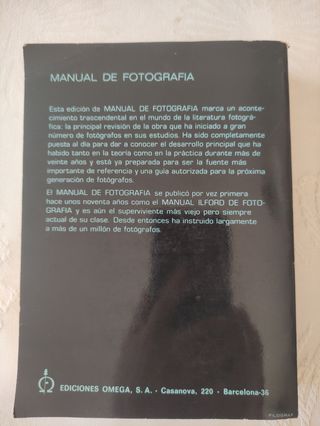 MANUAL DE FOTOGRAFIA
Esta edición de MANUAL DE FOTOGRAFIA marca un aconte-
cimiento trascendental en el mundo de la literatura fotográ-
fica: la principal revisión de la obra que ha iniciado a gran
número de fotógrafos en sus estudios. Ha sido completamente
puesta al día para dar a conocer el desarrollo principal que ha
habido tanto en la teoría como en la práctica durante más de
veinte años y está ya preparada para ser la fuente más
importante de referencia y una guía autorizada para la próxima
generación de fotógrafos.
El MANUAL DE FOTOGRAFIA se publicó por vez primera
hace unos noventa años como el MANUAL ILFORD DE FOTO-
GRAFIA y es aún el superviviente más viejo pero siempre
actual de su clase. Desde entonces ha instruido largamente
a más de un millón de fotógrafos.
EDICIONES OMEGA, S. A. - Casanova, 220 - Barcelona-36
FILOGRAF